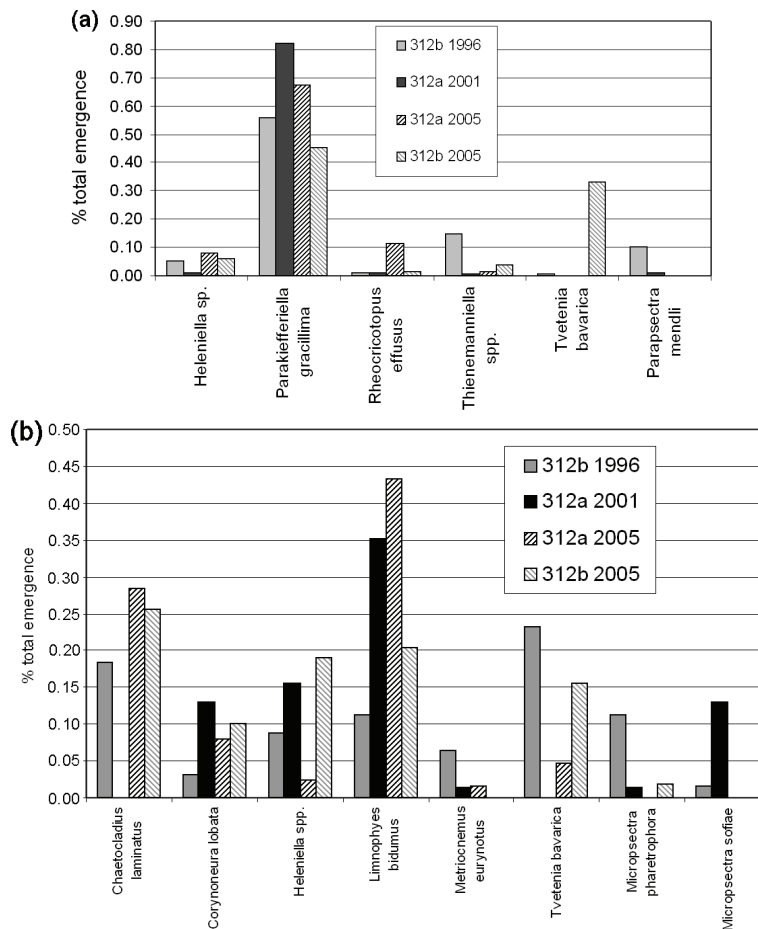 (a)
0.90
0.80
0.70
0.60
0.50
0.40
0.30
0.20
0.10
0.00
% total emergence
312b 1996
312a 2001
312a 2005
312b 2005
Heleniella sp.
Parakiefferiella
gracillima
Rheocricotopus
effusus
Thienemanniella
spp.
Tvetenia
bavarica
Parapsectra
mendli
(b)
0.50
0.45
0.40
0.35
0.30
0.25
0.20
0.15
0.10
0.05
0.00
% total emergence
312b 1996
312a 2001
312a 2005
312b 2005
Chaetocladius
laminatus
Corynoneura lobata
Heleniella spp.
Limnophyes
bidumus
Metriocnemus
eurynotus
Tvetenia bavarica
Micropsectra
pharetrophora
Micropsectra sofiae